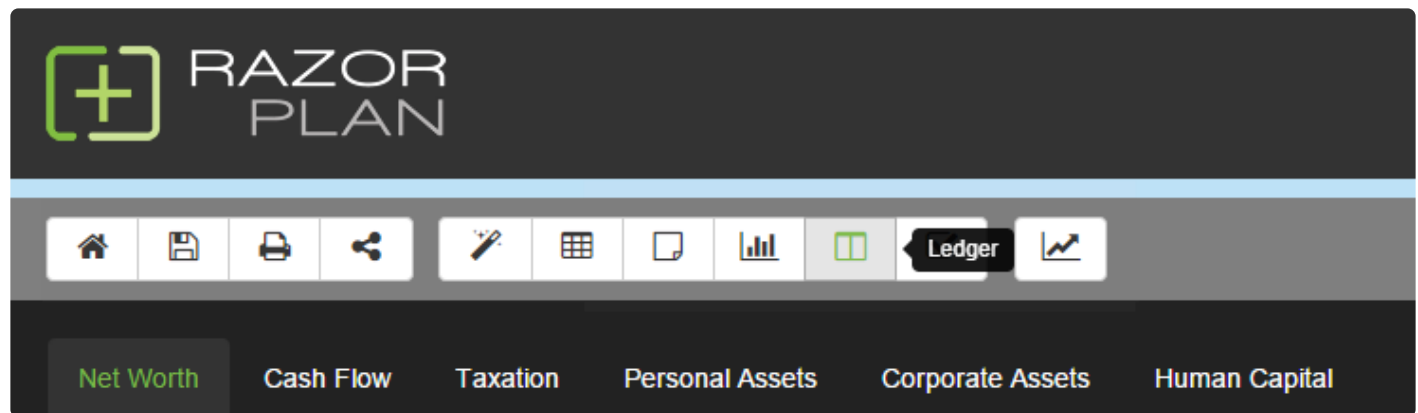 RAZOR
PLAN
Ledger
Net Worth Cash Flow Taxation Personal Assets Corporate Assets Human Capital